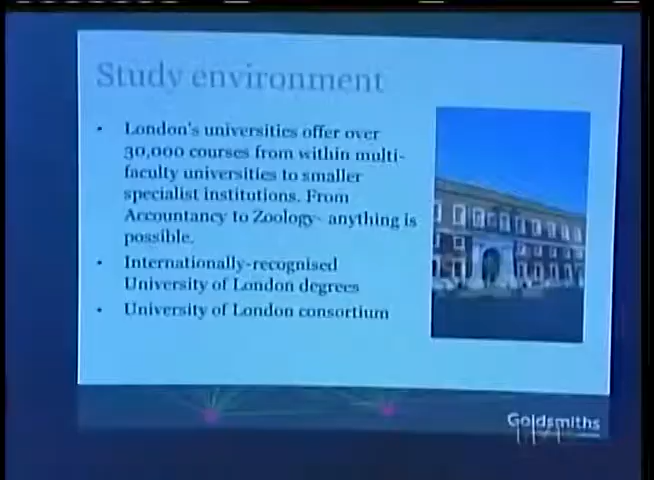 Study environment
• London's universities offer over
30,000 courses from within multi-
faculty universities to smaller
specialist institutions. From
Accountancy to Zoology- anything is
possible.
• Internationally-recognised
University of London degrees
• University of London consortium
Goldsmiths